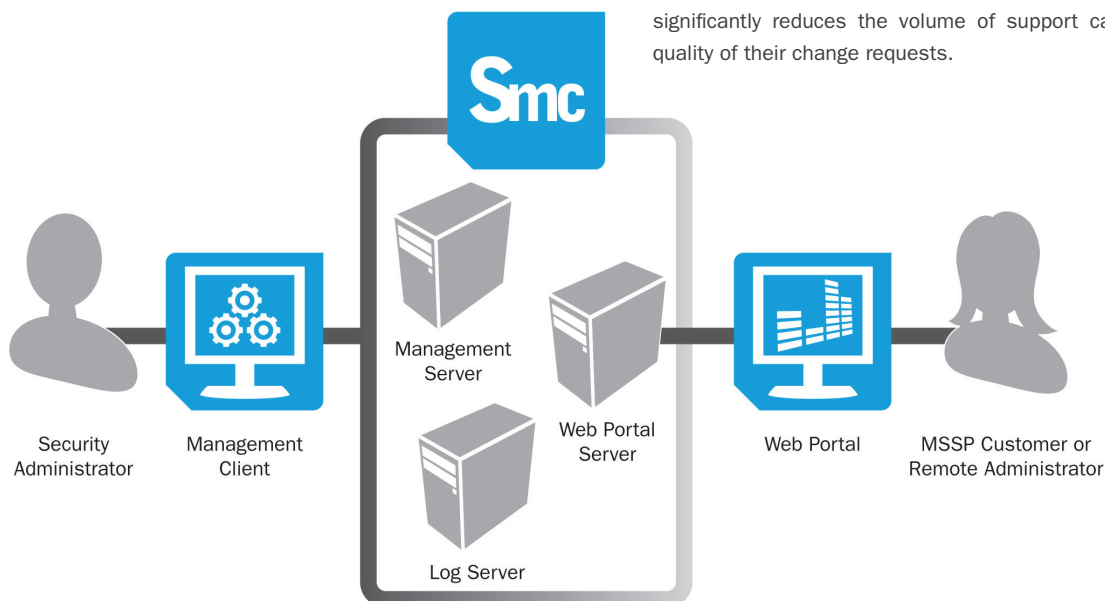 significantly reduces the volume of support
quality of their change requests.
Smc
Management
Server
Web Portal
Server
Log Server
Security
Administrator
Management
Client
Web Portal
MSSP Customer or
Remote Administrator